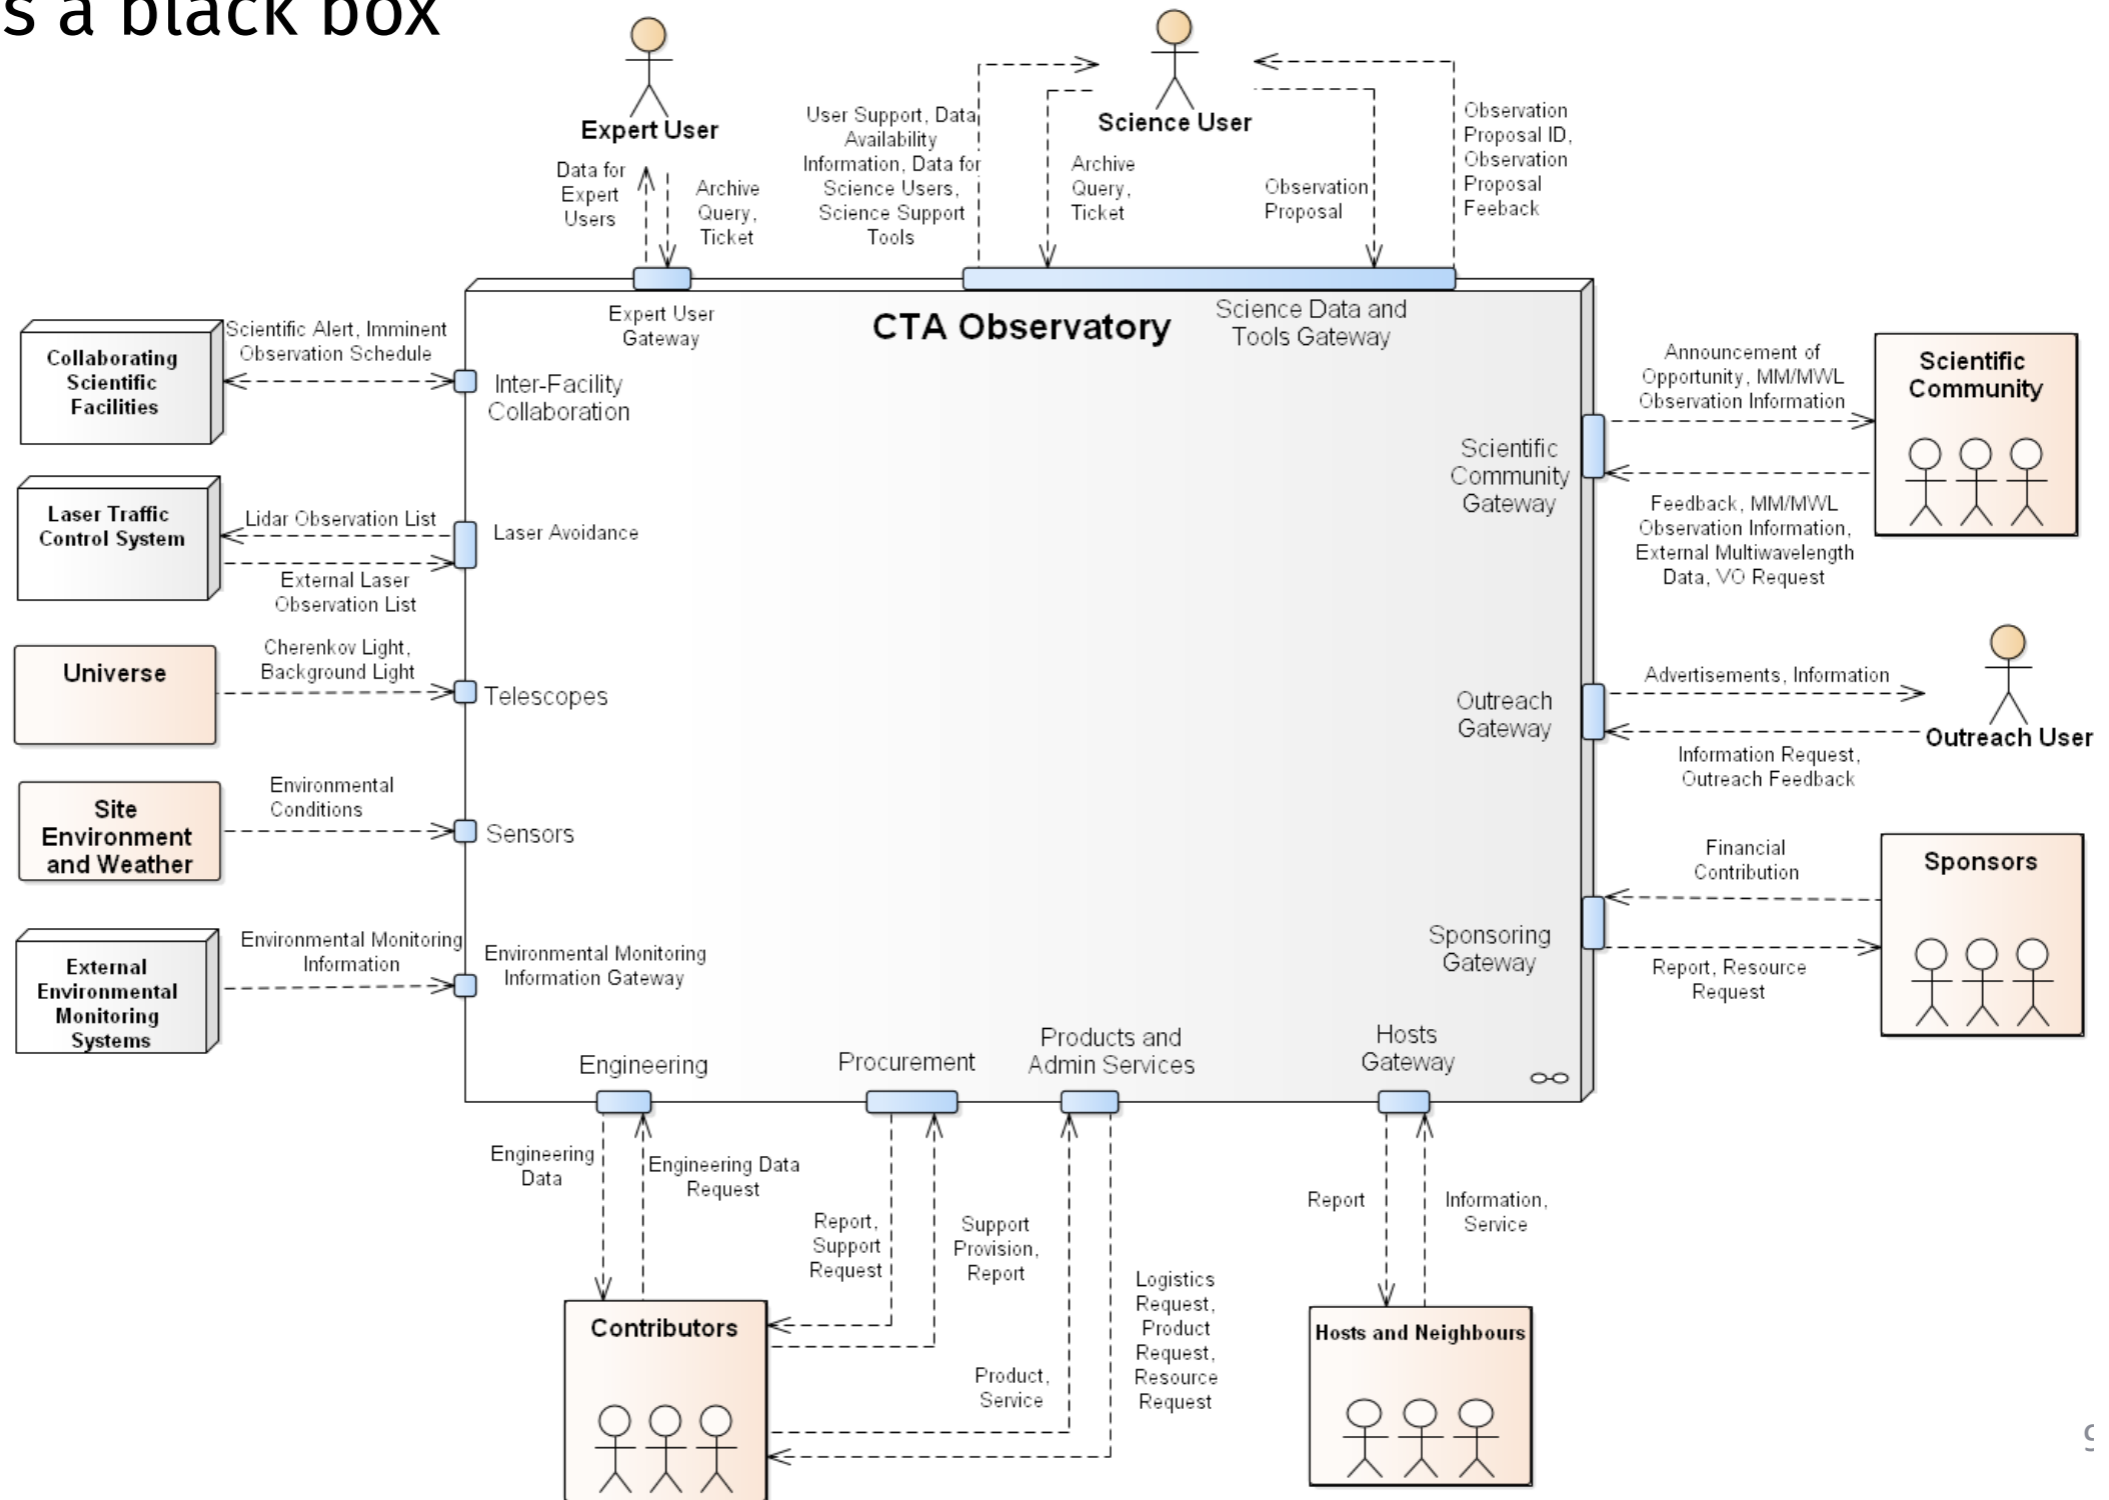 s a black box
Expert User
Science User
Data for
Expert
Users
Archive
Query,
Ticket
User Support, Data
Availability
Information, Data for
Science Users,
Science Support
Tools
Archive
Query,
Ticket
Observation
Proposal
Observation
Proposal ID,
Observation
Proposal
Feeback
Expert User
Gateway
CTA Observatory
Science Data and
Tools Gateway
Collaborating
Scientific
Facilities
Scientific Alert, Imminent
Observation Schedule
Inter-Facility
Collaboration
Laser Traffic
Control System
Lidar Observation List
External Laser
Observation List
Laser Avoidance
Universe
Cherenkov Light,
Background Light
Telescopes
Site
Environment
and Weather
Environmental
Conditions
Sensors
External
Environmental
Monitoring
Systems
Environmental Monitoring
Information
Environmental Monitoring
Information Gateway
Announcement of
Opportunity, MM/MWL
Observation Information
Scientific
Community
Scientific
Community
Gateway
Feedback, MM/MWL
Observation Information,
External Multiwavelength
Data, VO Request
Advertisements, Information
Outreach
Gateway
Outreach User
Information Request,
Outreach Feedback
Financial
Contribution
Sponsors
Sponsoring
Gateway
Report, Resource
Request
Engineering
Procurement
Products and
Admin Services
Hosts
Gateway
Engineering
Data
Engineering Data
Request
Report,
Support
Request
Support
Provision,
Report
Product,
Service
Logistics
Request,
Product
Request,
Resource
Request
Report
Information,
Service
Contributors
Hosts and Neighbours